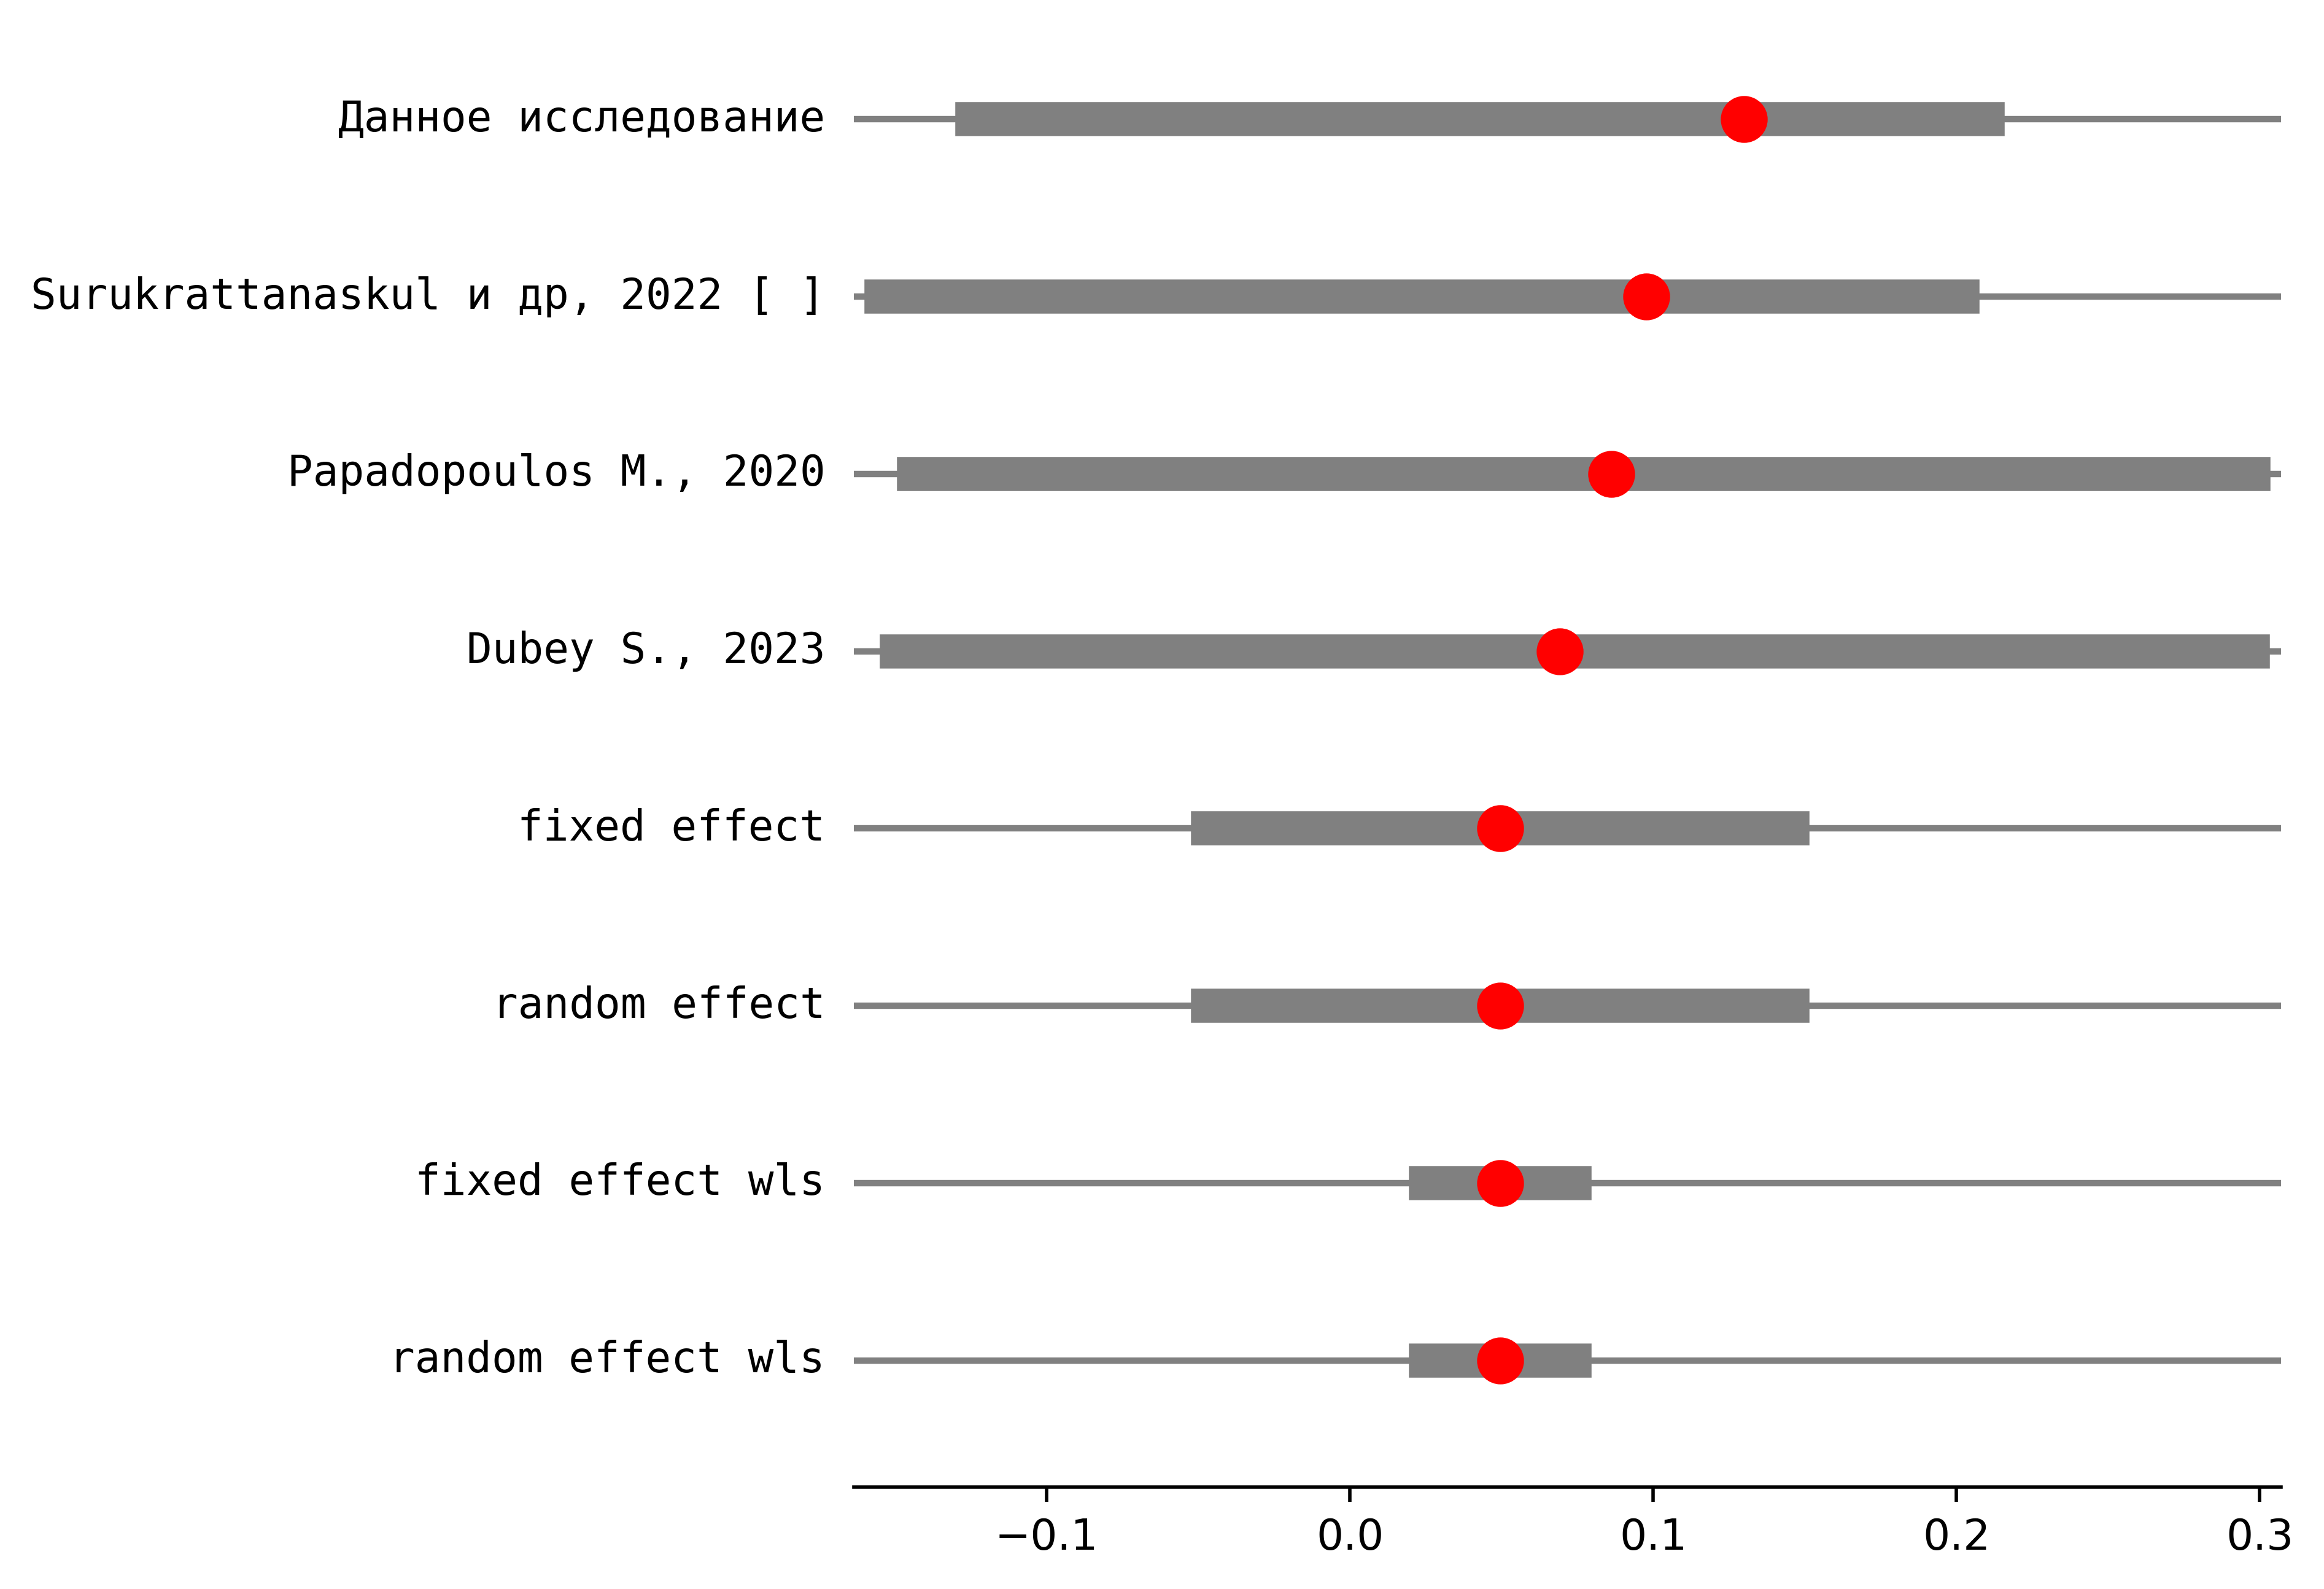 Данное исследование
Surukrattanaskul и др, 2022 [ ]
Papadopoulos M., 2020
Dubey S., 2023
fixed effect
random effect
fixed effect wls
random effect wls
−0.1 0.0 0.1 0.2 0.3